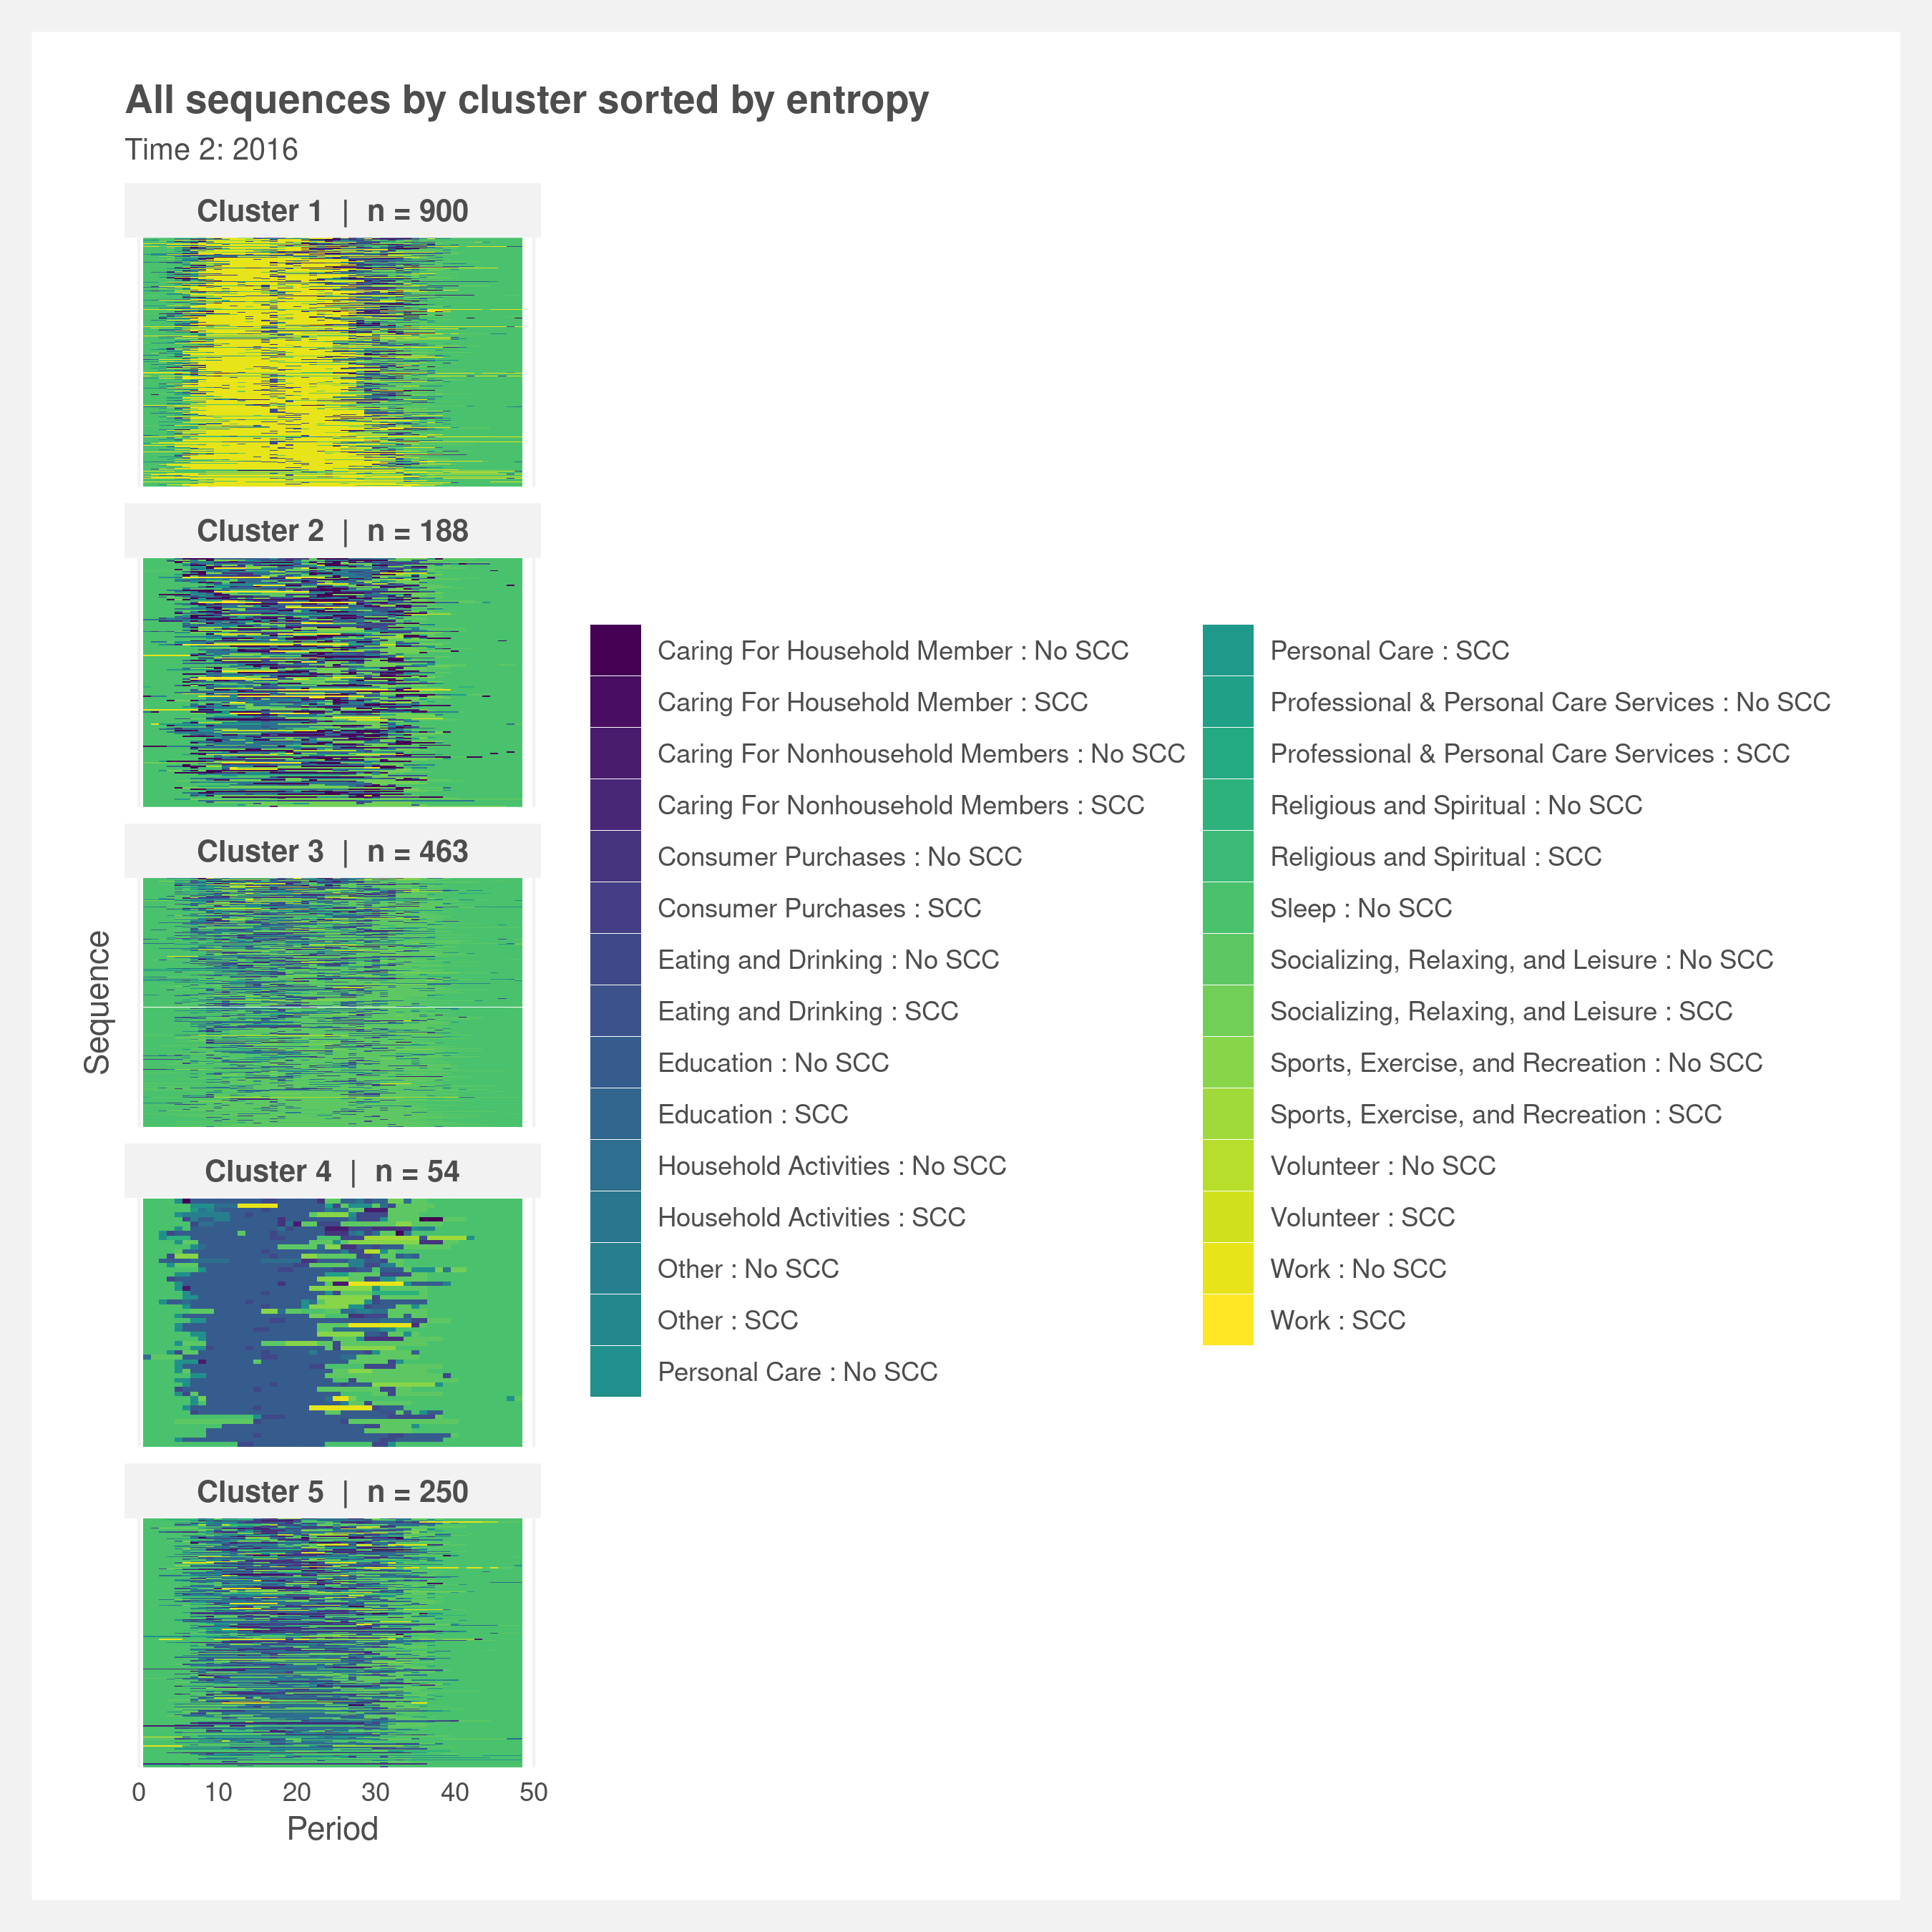 All sequences by cluster sorted by entropy
Time 2: 2016
Cluster 1 | n = 900
Cluster 2 | n = 188
Cluster 3 | n = 463
Cluster 4 | n = 54
Cluster 5 | n = 250
Sequence
0 10 20 30 40 50
Period
Caring For Household Member : No SCC
Caring For Household Member : SCC
Caring For Nonhousehold Members : No SCC
Caring For Nonhousehold Members : SCC
Consumer Purchases : No SCC
Consumer Purchases : SCC
Eating and Drinking : No SCC
Eating and Drinking : SCC
Education : No SCC
Education : SCC
Household Activities : No SCC
Household Activities : SCC
Other : No SCC
Other : SCC
Personal Care : No SCC
Personal Care : SCC
Professional & Personal Care Services : No SCC
Professional & Personal Care Services : SCC
Religious and Spiritual : No SCC
Religious and Spiritual : SCC
Sleep : No SCC
Socializing, Relaxing, and Leisure : No SCC
Socializing, Relaxing, and Leisure : SCC
Sports, Exercise, and Recreation : No SCC
Sports, Exercise, and Recreation : SCC
Volunteer : No SCC
Volunteer : SCC
Work : No SCC
Work : SCC